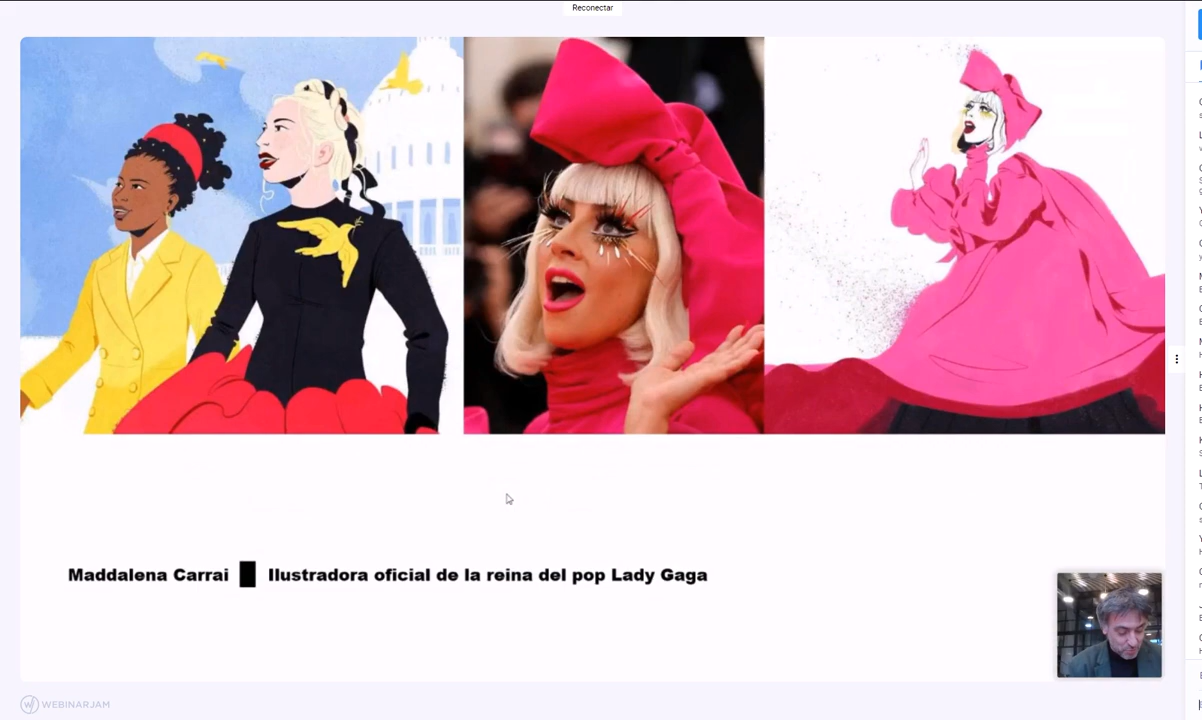 Reconectar
Maddalena Carrai Ilustradora oficial de la reina del pop Lady Gaga
WEBINARJAM